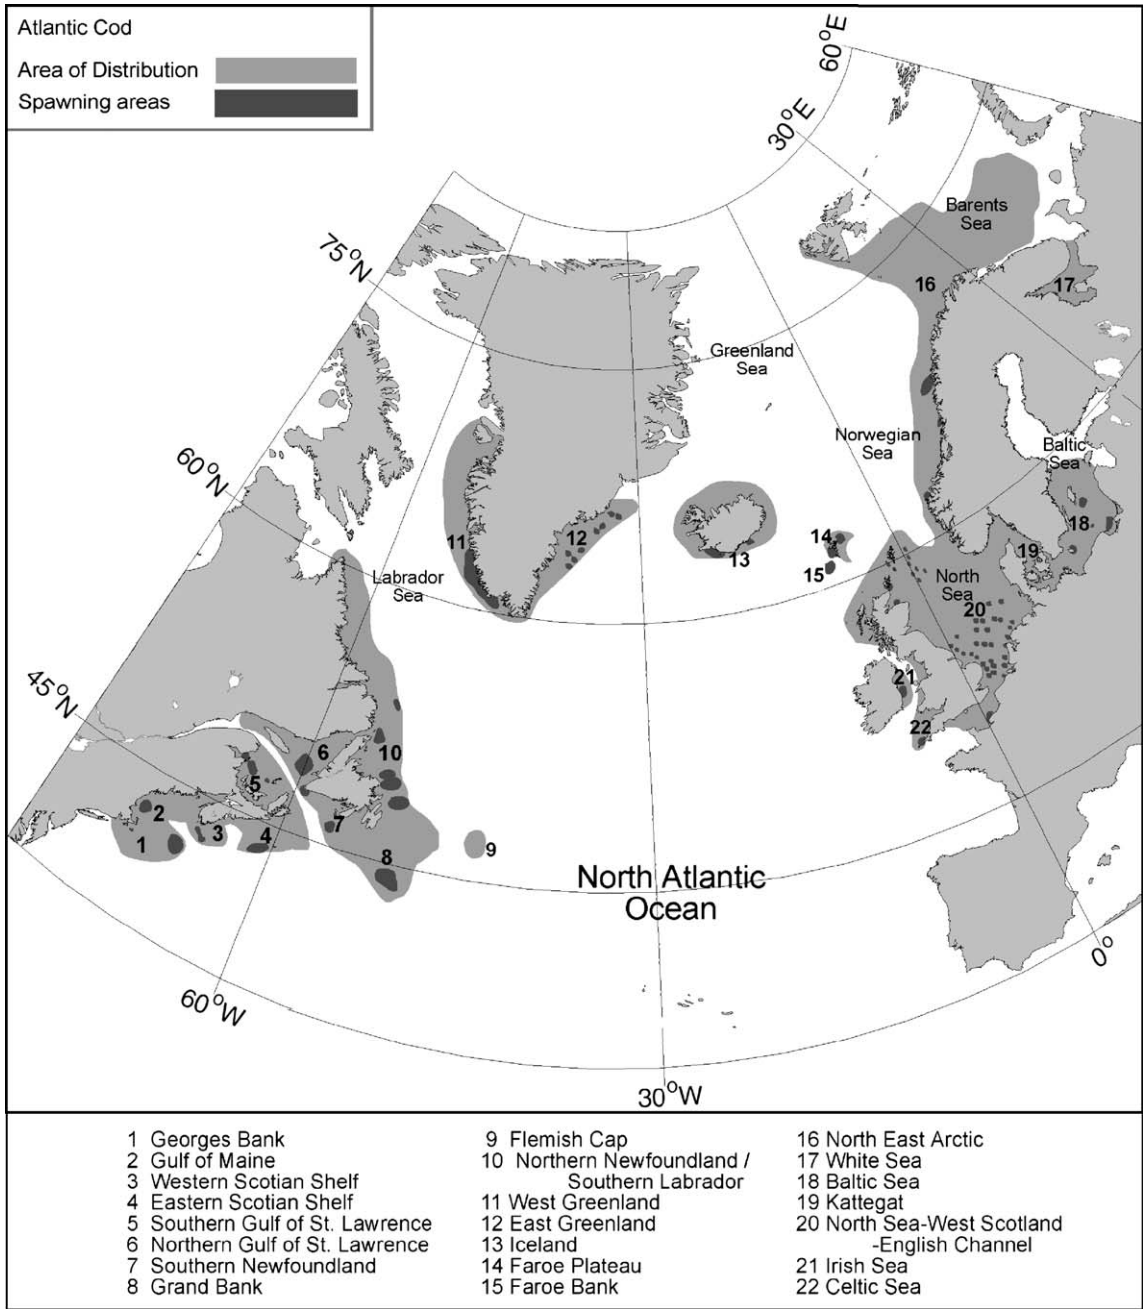 Atlantic Cod
Area of Distribution
Spawning areas
60°E
30°E
Barents
Sea
75°N
16
17
Greenland
Sea
Norwegian
Sea
Baltic
Sea
60°N
11
12
13
14
15
18
19
Labrador
Sea
North
Sea
20
45°N
21
22
10
6
5
2
1
3
4
7
8
9
North Atlantic
Ocean
0°
60°W
30°W
1 Georges Bank
2 Gulf of Maine
3 Western Scotian Shelf
4 Eastern Scotian Shelf
5 Southern Gulf of St. Lawrence
6 Northern Gulf of St. Lawrence
7 Southern Newfoundland
8 Grand Bank
9 Flemish Cap
10 Northern Newfoundland /
Southern Labrador
11 West Greenland
12 East Greenland
13 Iceland
14 Faroe Plateau
15 Faroe Bank
16 North East Arctic
17 White Sea
18 Baltic Sea
19 Kattegat
20 North Sea-West Scotland
-English Channel
21 Irish Sea
22 Celtic Sea